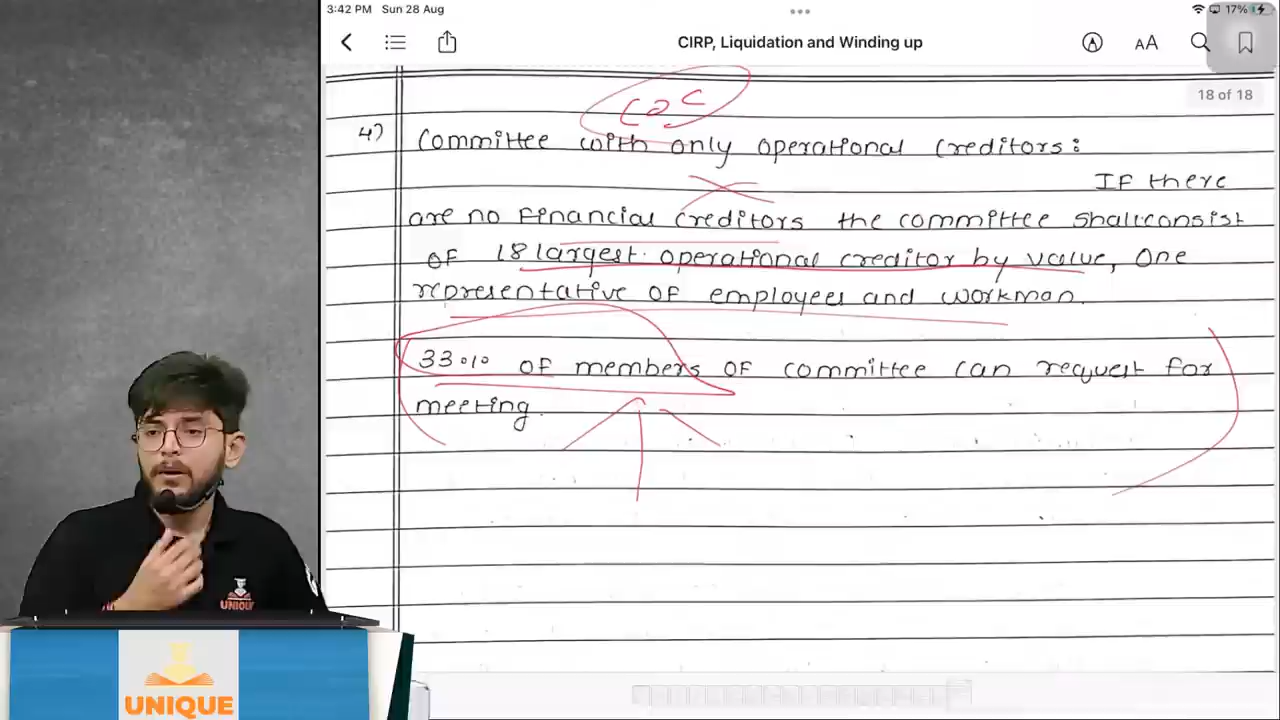 3:42 PM Sun 28 Aug
17%
CIRP, Liquidation and Winding up
AA
18 of 18
COC
4) Committee with only operational Creditors:
If there
are no Financial creditors the committee shall consist
of 18 largest operational creditor by value, One
representative of employees and workman.
33% of members of committee can request for
meeting.
UNIQUE
UNIQUE